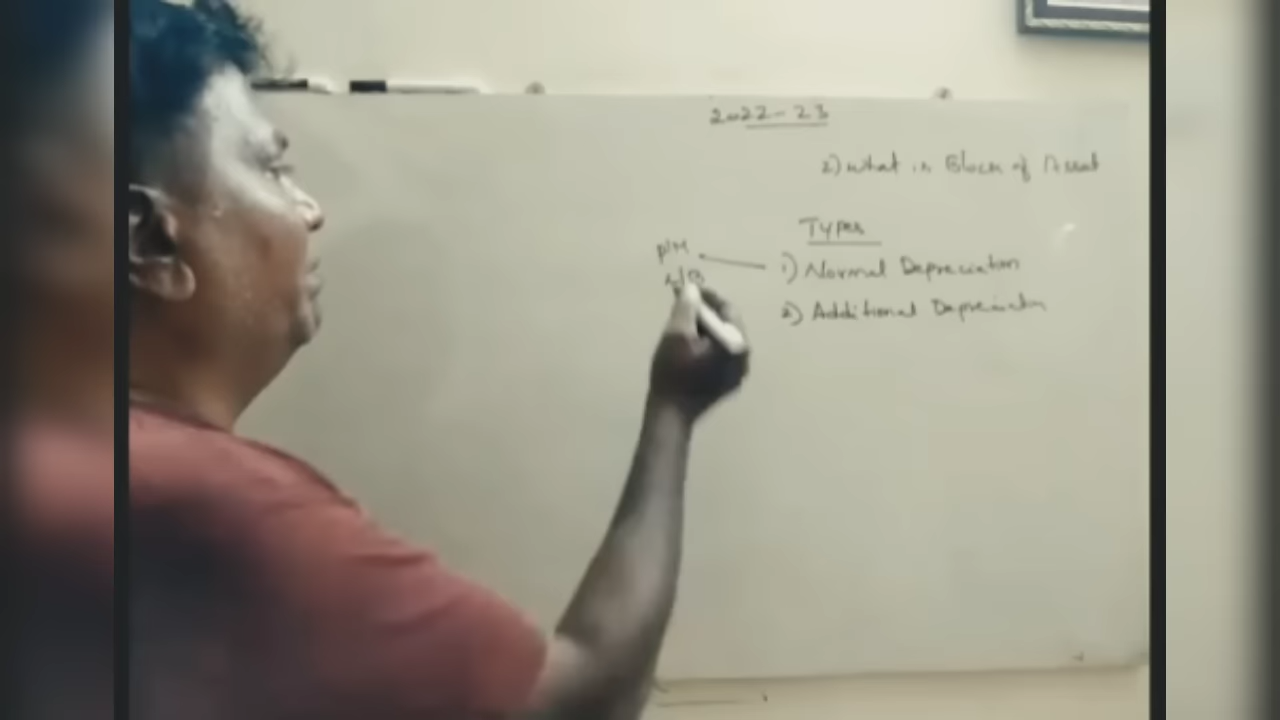 2022-23
2) what is Block of Asset
Types
P/M
1) Normal Depreciation
2) Additional Depreciation